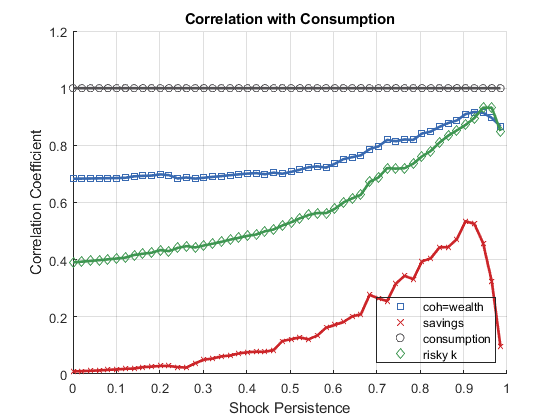 Correlation with Consumption
1.2
1
0.8
0.6
0.4
0.2
0
Correlation Coefficient
0 0.1 0.2 0.3 0.4 0.5 0.6 0.7 0.8 0.9 1
Shock Persistence
coh=wealth
savings
consumption
risky k